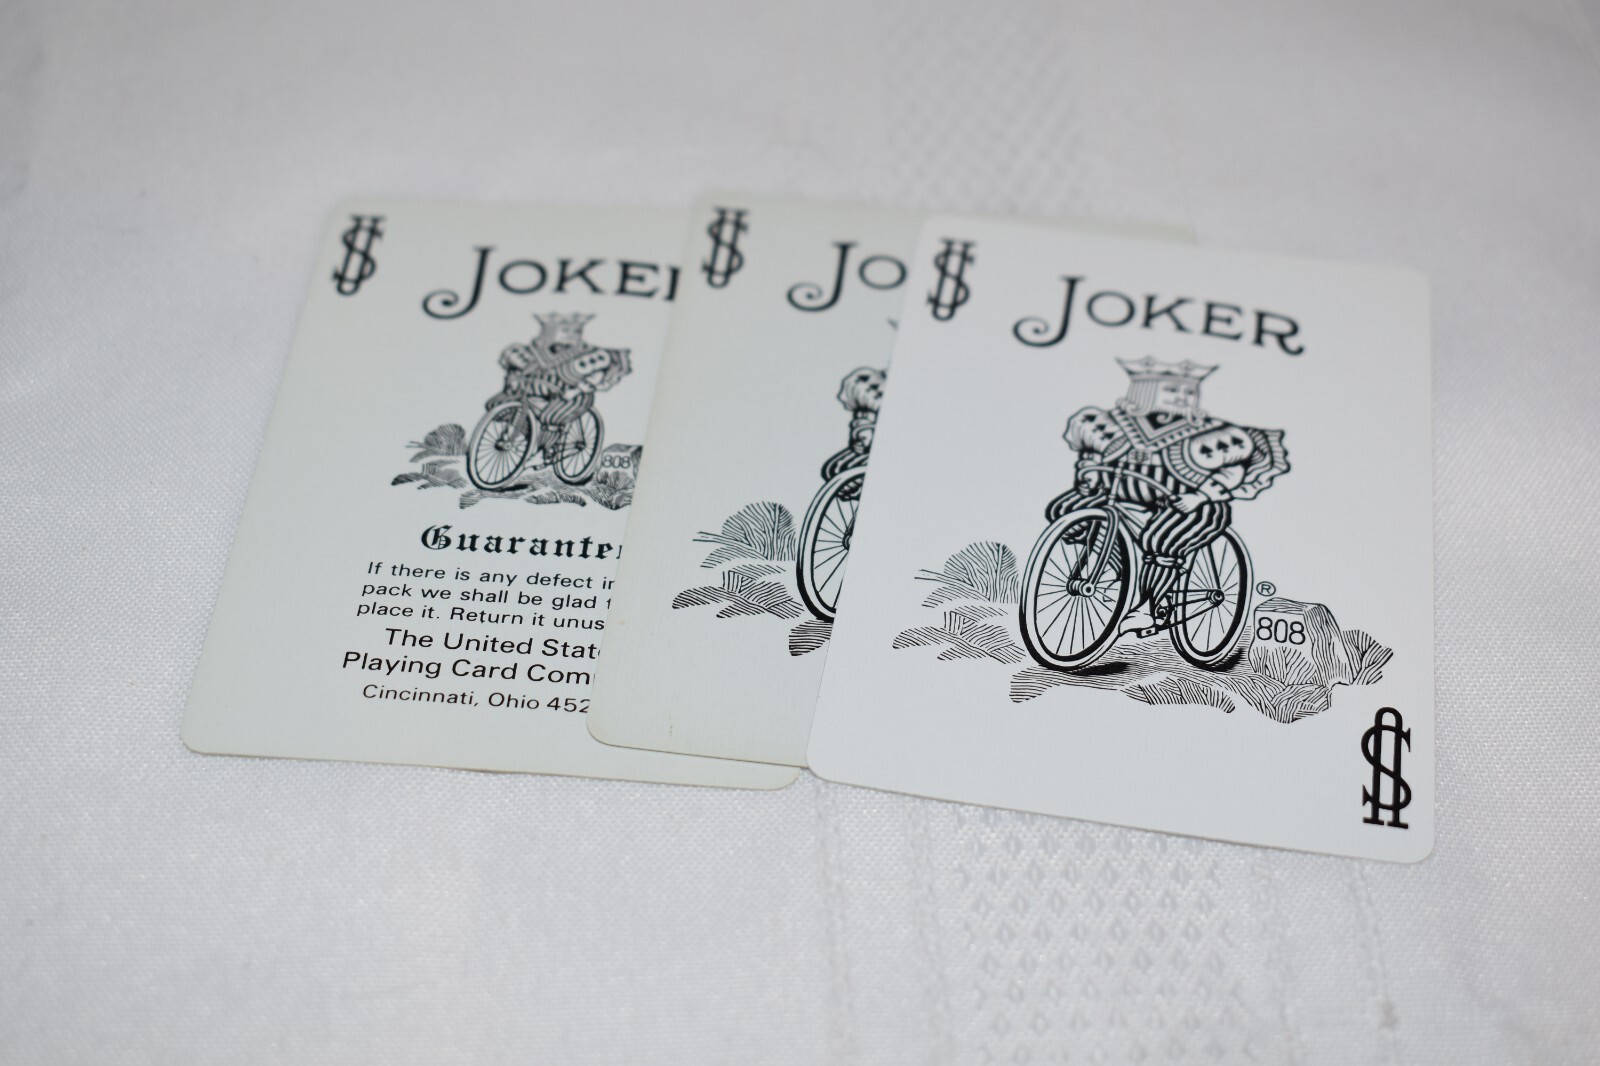 JOKER
808
Guarantee
If there is any defect in
pack we shall be glad
place it. Return it unus
The United State
Playing Card Com
Cincinnati, Ohio 452
JO
JOKER
®
808